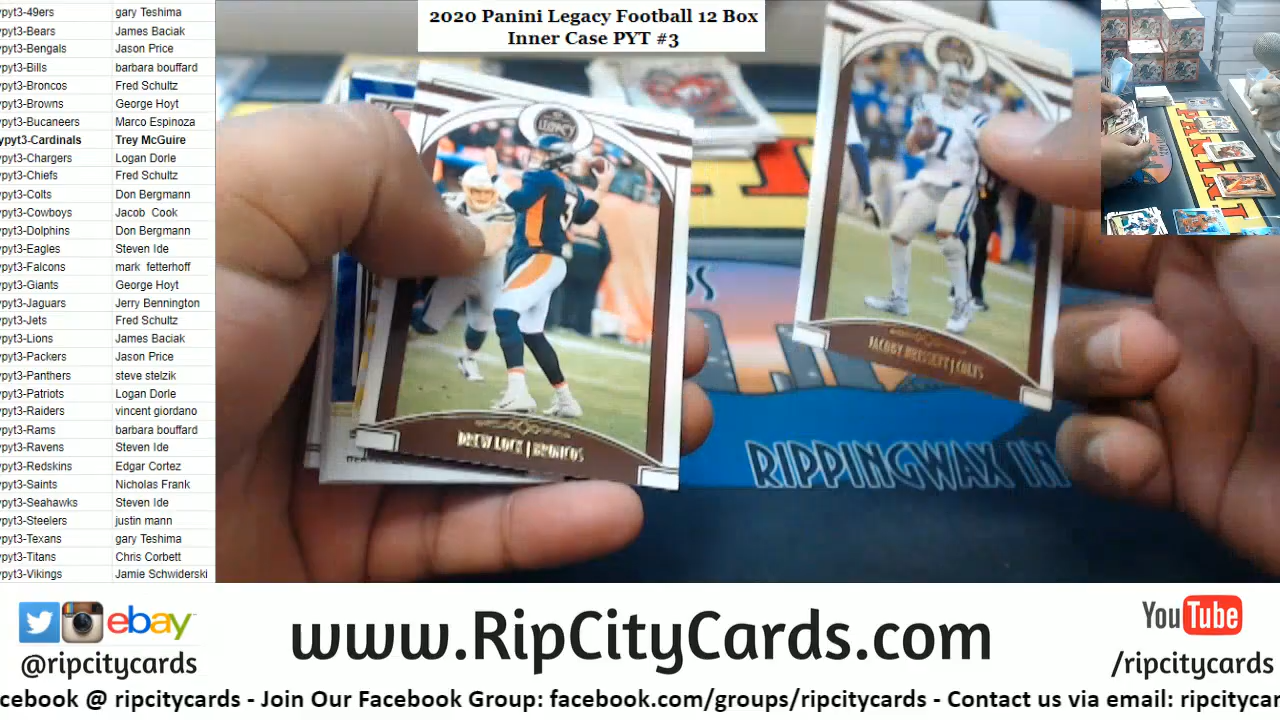 2020 Panini Legacy Football 12 Box
Inner Case PYT #3
pyt3-49ers gary Teshima
pyt3-Bears James Baciak
pyt3-Bengals Jason Price
pyt3-Bills barbara bouffard
pyt3-Broncos Fred Schultz
pyt3-Browns George Hoyt
pyt3-Bucaneers Marco Espinoza
pyt3-Cardinals Trey McGuire
pyt3-Chargers Logan Dorle
pyt3-Chiefs Fred Schultz
pyt3-Colts Don Bergmann
pyt3-Cowboys Jacob Cook
pyt3-Dolphins Don Bergmann
pyt3-Eagles Steven Ide
pyt3-Falcons mark fetterhoff
pyt3-Giants George Hoyt
pyt3-Jaguars Jerry Bennington
pyt3-Jets Fred Schultz
pyt3-Lions James Baciak
pyt3-Packers Jason Price
pyt3-Panthers steve stelzik
pyt3-Patriots Logan Dorle
pyt3-Raiders vincent giordano
pyt3-Rams barbara bouffard
pyt3-Ravens Steven Ide
pyt3-Redskins Edgar Cortez
pyt3-Saints Nicholas Frank
pyt3-Seahawks Steven Ide
pyt3-Steelers justin mann
pyt3-Texans gary Teshima
pyt3-Titans Chris Corbett
pyt3-Vikings Jamie Schwiderski
LEGACY
DREW LOCK | BRONCOS
JACOBY BRISSETT | COLTS
RIPPINGWAX IN
PANINI
ebay
@ripcitycards
www.RipCityCards.com
YouTube
/ripcitycards
cebook @ ripcitycards - Join Our Facebook Group: facebook.com/groups/ripcitycards - Contact us via email: ripcitycar